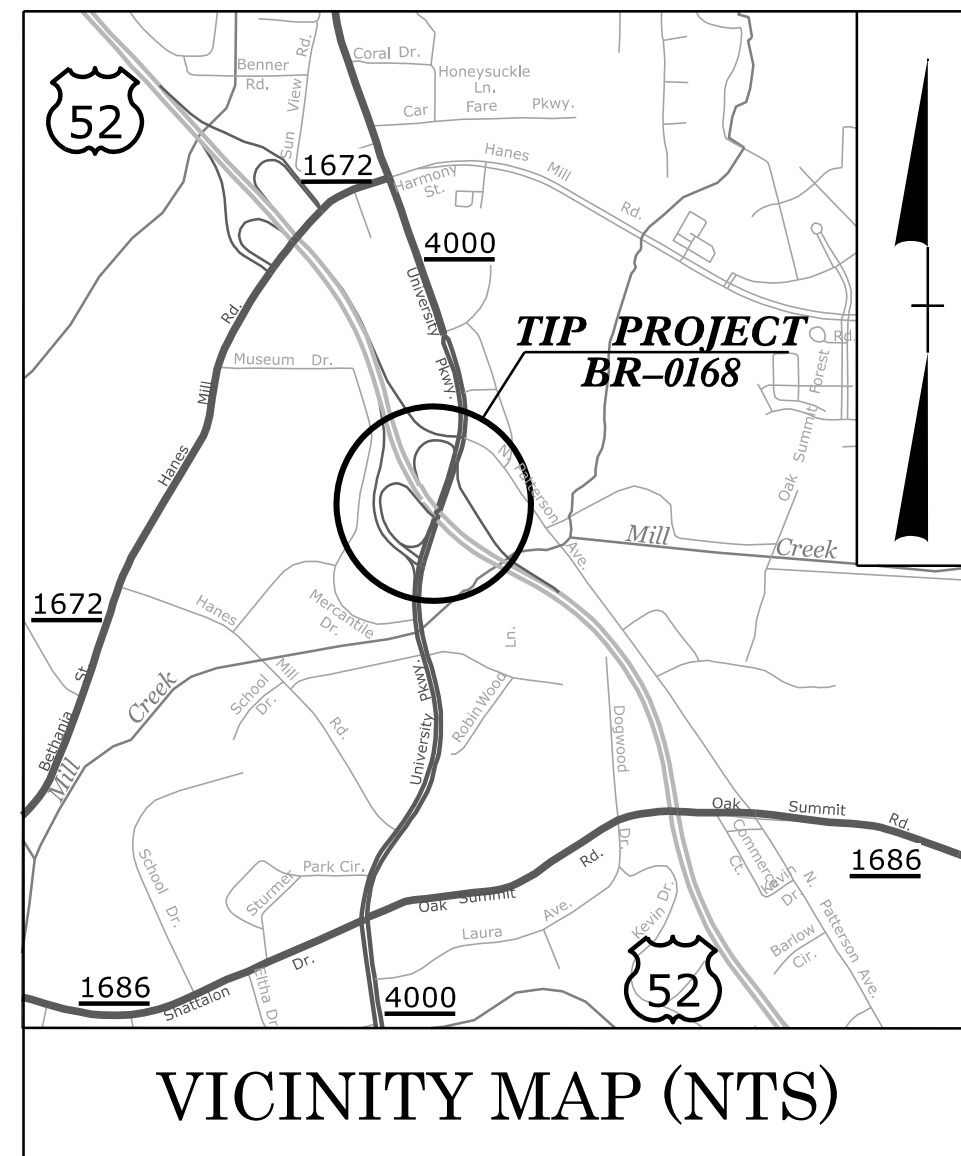 52
Benner
Rd.
Sun View Rd.
Coral Dr.
Honeysuckle
Ln.
Car Fare Pkwy.
1672
Harmony
St.
Hanes Mill Rd.
4000
University Pkwy.
TIP PROJECT
BR-0168
Rd.
Museum Dr.
Hanes Mill Rd.
Oak Summit Forest
N. Patterson Ave.
Mill Creek
1672
Hanes Mill Rd.
Mercantile
Dr.
Ln.
Robin Wood
School
Dr.
University Pkwy.
Dogwood Dr.
Bethania St.
Mill Creek
Oak Summit Rd.
1686
Commerce
Ct.
Kevin
Dr.
N. Patterson Ave.
School Dr.
Park Cir.
Sturmer
Oak Summit Rd.
Laura Ave.
Kevin Dr.
Barlow
Cir.
52
1686
Shattalon Dr.
Eltha Dr.
4000
VICINITY MAP (NTS)